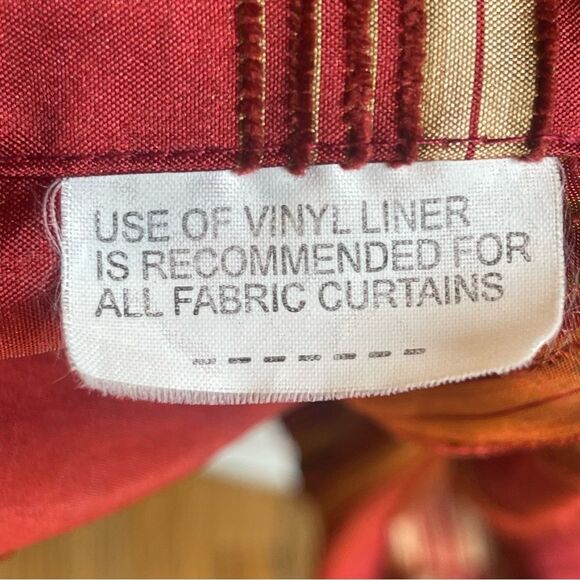 USE OF VINYL LINER
IS RECOMMENDED FOR
ALL FABRIC CURTAINS